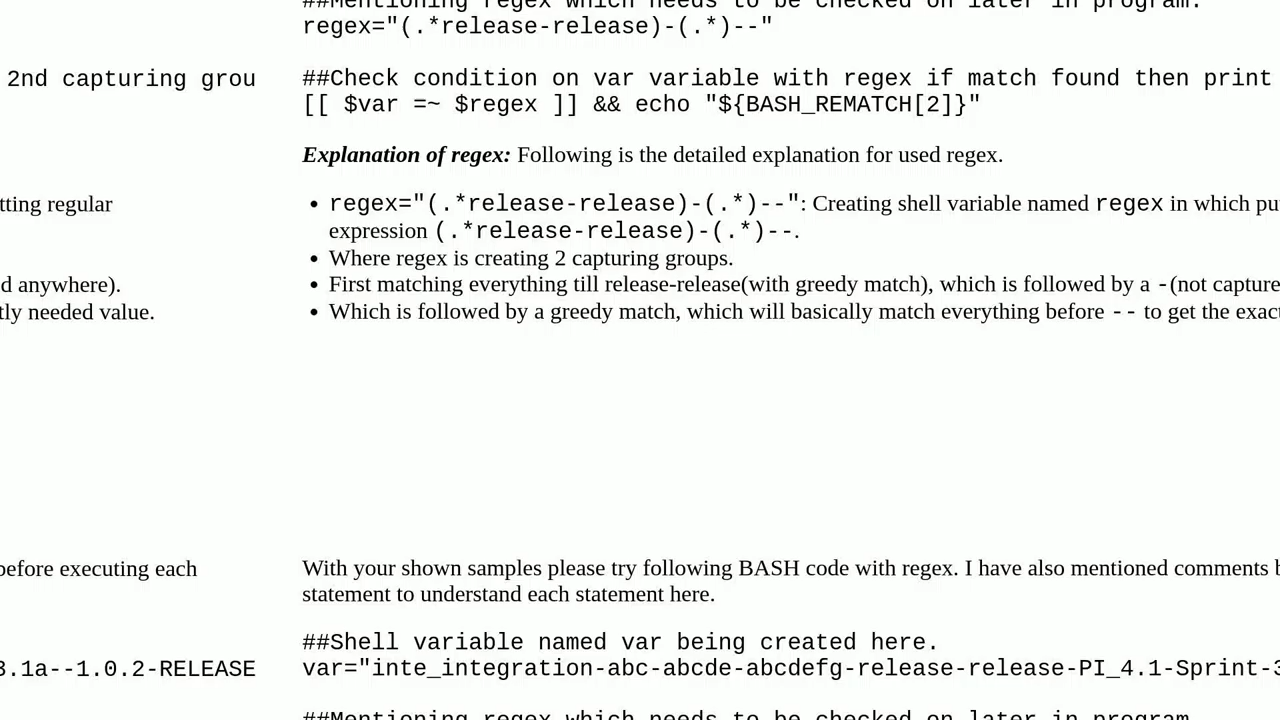 ##Mentioning regex which needs to be checked on later in program.
regex="(.*release-release)-(.*)--"
2nd capturing grou
##Check condition on var variable with regex if match found then print
[[ $var =~ $regex ]] && echo "${BASH_REMATCH[2]}"
Explanation of regex: Following is the detailed explanation for used regex.
tting regular
• regex="(.*release-release)-(.*)--": Creating shell variable named regex in which pu
expression (.*release-release)-(.*)--.
• Where regex is creating 2 capturing groups.
d anywhere).
• First matching everything till release-release(with greedy match), which is followed by a -(not capture
tly needed value.
• Which is followed by a greedy match, which will basically match everything before -- to get the exac
before executing each
With your shown samples please try following BASH code with regex. I have also mentioned comments b
statement to understand each statement here.
##Shell variable named var being created here.
3.1a--1.0.2-RELEASE
var="inte_integration-abc-abcde-abcdefg-release-release-PI_4.1-Sprint-3
##Mentioning regex which needs to be checked on later in program.